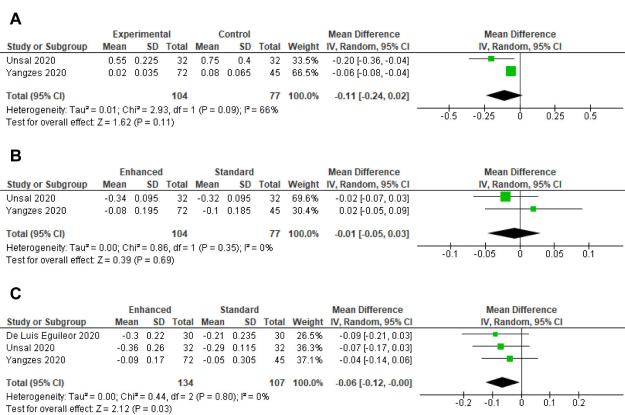 A
Experimental Control Mean Difference Mean Difference
Study or Subgroup Mean SD Total Mean SD Total Weight IV, Random, 95% CI IV, Random, 95% CI
Unsal 2020 0.55 0.225 32 0.75 0.4 32 33.5% -0.20 [-0.36, -0.04]
Yangzes 2020 0.02 0.035 72 0.08 0.065 45 66.5% -0.06 [-0.08, -0.04]
Total (95% CI) 104 77 100.0% -0.11 [-0.24, 0.02]
Heterogeneity: Tau² = 0.01; Chi² = 2.93, df = 1 (P = 0.09); I² = 66%
Test for overall effect: Z = 1.62 (P = 0.11)
-0.5 -0.25 0 0.25 0.5
B
Enhanced Standard Mean Difference Mean Difference
Study or Subgroup Mean SD Total Mean SD Total Weight IV, Random, 95% CI IV, Random, 95% CI
Unsal 2020 -0.34 0.095 32 -0.32 0.095 32 69.6% -0.02 [-0.07, 0.03]
Yangzes 2020 -0.08 0.195 72 -0.1 0.185 45 30.4% 0.02 [-0.05, 0.09]
Total (95% CI) 104 77 100.0% -0.01 [-0.05, 0.03]
Heterogeneity: Tau² = 0.00; Chi² = 0.86, df = 1 (P = 0.35); I² = 0%
Test for overall effect: Z = 0.39 (P = 0.69)
-0.1 -0.05 0 0.05 0.1
C
Enhanced Standard Mean Difference Mean Difference
Study or Subgroup Mean SD Total Mean SD Total Weight IV, Random, 95% CI IV, Random, 95% CI
De Luis Eguileor 2020 -0.3 0.22 30 -0.21 0.235 30 26.5% -0.09 [-0.21, 0.03]
Unsal 2020 -0.36 0.26 32 -0.29 0.115 32 36.3% -0.07 [-0.17, 0.03]
Yangzes 2020 -0.09 0.17 72 -0.05 0.305 45 37.1% -0.04 [-0.14, 0.06]
Total (95% CI) 134 107 100.0% -0.06 [-0.12, -0.00]
Heterogeneity: Tau² = 0.00; Chi² = 0.44, df = 2 (P = 0.80); I² = 0%
Test for overall effect: Z = 2.12 (P = 0.03)
-0.2 -0.1 0 0.1 0.2